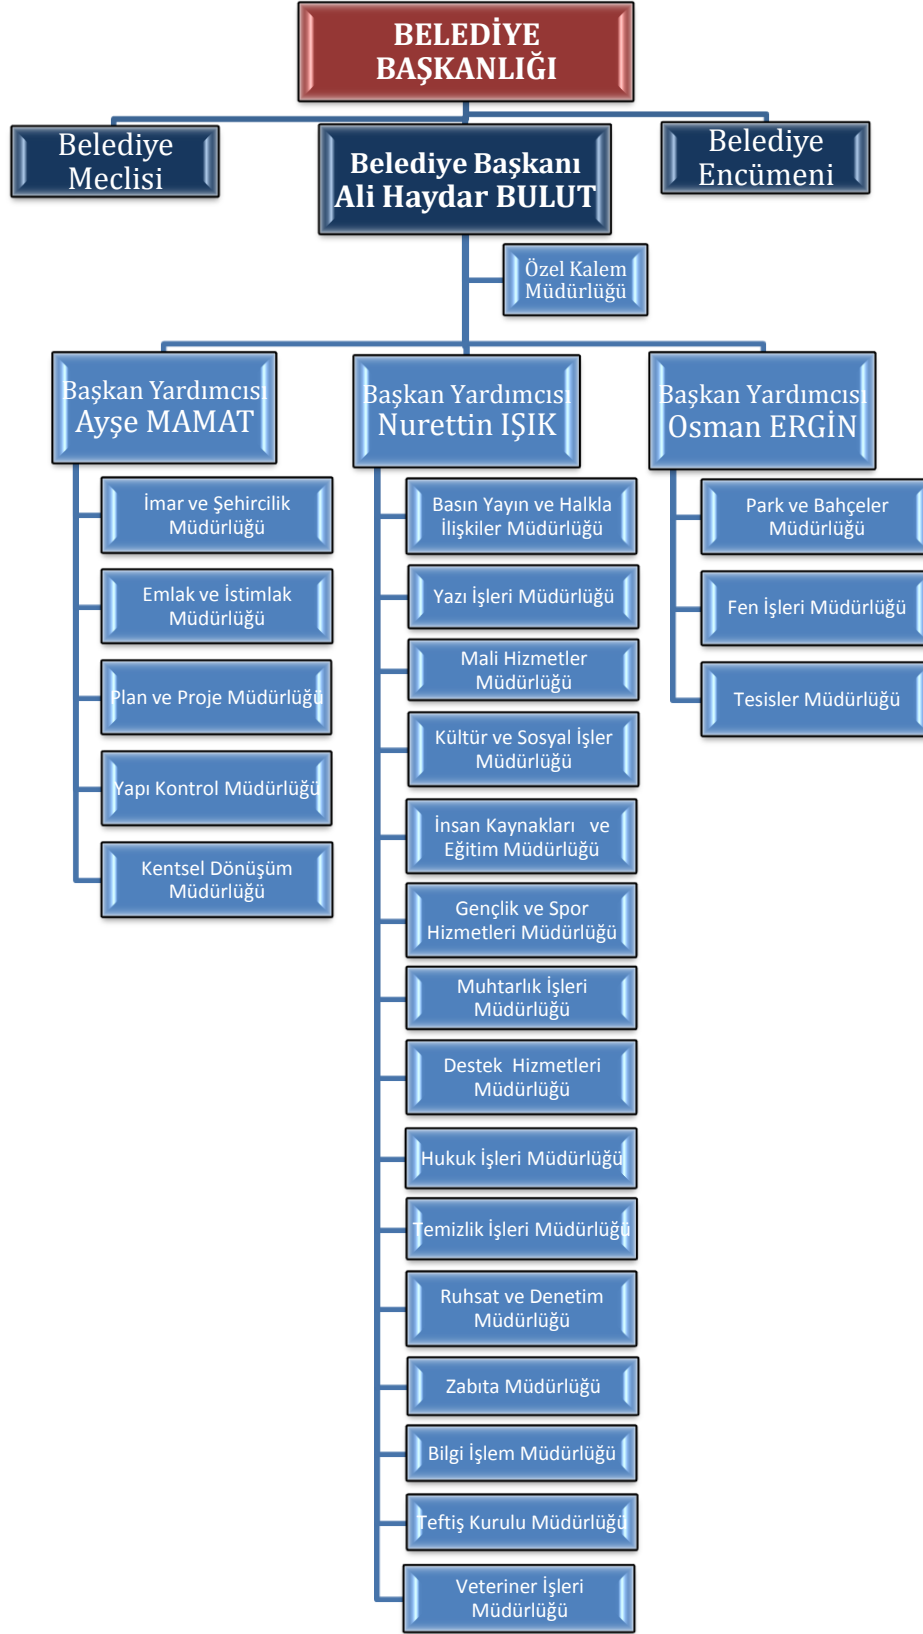 BELEDİYE
BAŞKANLIĞI
Belediye
Meclisi
Belediye Başkanı
Ali Haydar BULUT
Belediye
Encümeni
Özel Kalem
Müdürlüğü
Başkan Yardımcısı
Ayşe MAMAT
Başkan Yardımcısı
Nurettin IŞIK
Başkan Yardımcısı
Osman ERGİN
İmar ve Şehircilik
Müdürlüğü
Emlak ve İstimlak
Müdürlüğü
Plan ve Proje Müdürlüğü
Yapı Kontrol Müdürlüğü
Kentsel Dönüşüm
Müdürlüğü
Basın Yayın ve Halkla
İlişkiler Müdürlüğü
Yazı İşleri Müdürlüğü
Mali Hizmetler
Müdürlüğü
Kültür ve Sosyal İşler
Müdürlüğü
İnsan Kaynakları ve
Eğitim Müdürlüğü
Gençlik ve Spor
Hizmetleri Müdürlüğü
Muhtarlık İşleri
Müdürlüğü
Destek Hizmetleri
Müdürlüğü
Hukuk İşleri Müdürlüğü
Temizlik İşleri Müdürlüğü
Ruhsat ve Denetim
Müdürlüğü
Zabıta Müdürlüğü
Bilgi İşlem Müdürlüğü
Teftiş Kurulu Müdürlüğü
Veteriner İşleri
Müdürlüğü
Park ve Bahçeler
Müdürlüğü
Fen İşleri Müdürlüğü
Tesisler Müdürlüğü